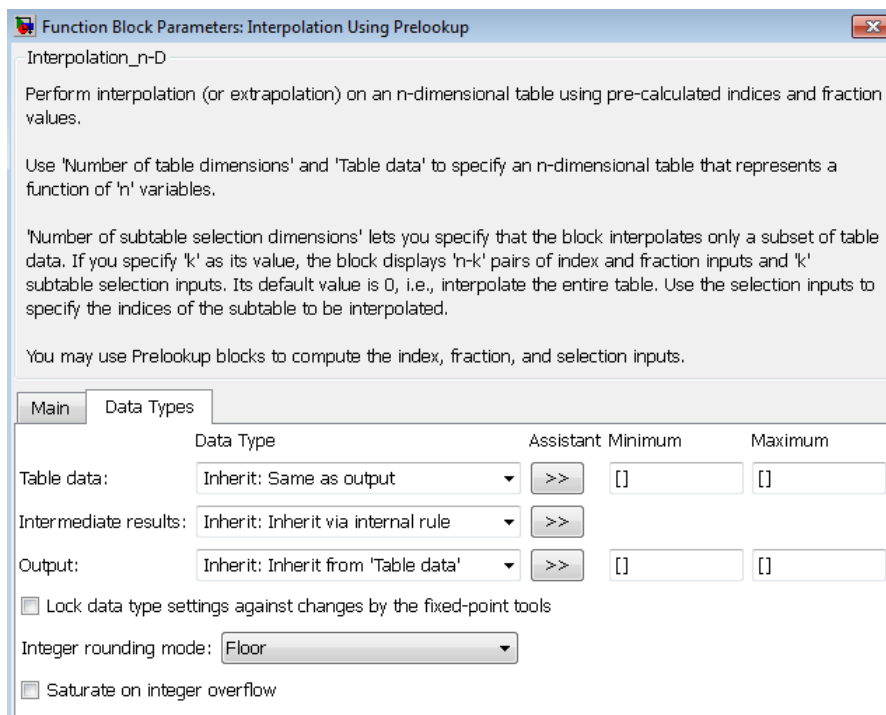 Function Block Parameters: Interpolation Using Prelookup
Interpolation_n-D
Perform interpolation (or extrapolation) on an n-dimensional table using pre-calculated indices and fraction
values.
Use 'Number of table dimensions' and 'Table data' to specify an n-dimensional table that represents a
function of 'n' variables.
'Number of subtable selection dimensions' lets you specify that the block interpolates only a subset of table
data. If you specify 'k' as its value, the block displays 'n-k' pairs of index and fraction inputs and 'k'
subtable selection inputs. Its default value is 0, i.e., interpolate the entire table. Use the selection inputs to
specify the indices of the subtable to be interpolated.
You may use Prelookup blocks to compute the index, fraction, and selection inputs.
Main Data Types
Data Type Assistant Minimum Maximum
Table data: Inherit: Same as output >> [] []
Intermediate results: Inherit: Inherit via internal rule >>
Output: Inherit: Inherit from 'Table data' >> [] []
Lock data type settings against changes by the fixed-point tools
Integer rounding mode: Floor
Saturate on integer overflow